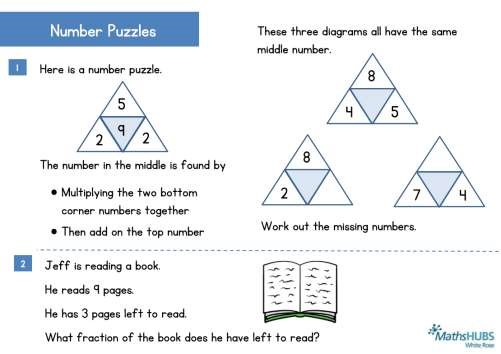 Number Puzzles
1
Here is a number puzzle.
5
9
2 2
The number in the middle is found by
• Multiplying the two bottom
corner numbers together
• Then add on the top number
These three diagrams all have the same
middle number.
8
4 5
8
2
7 4
Work out the missing numbers.
2
Jeff is reading a book.
He reads 9 pages.
He has 3 pages left to read.
What fraction of the book does he have left to read?
MathsHUBS
White Rose